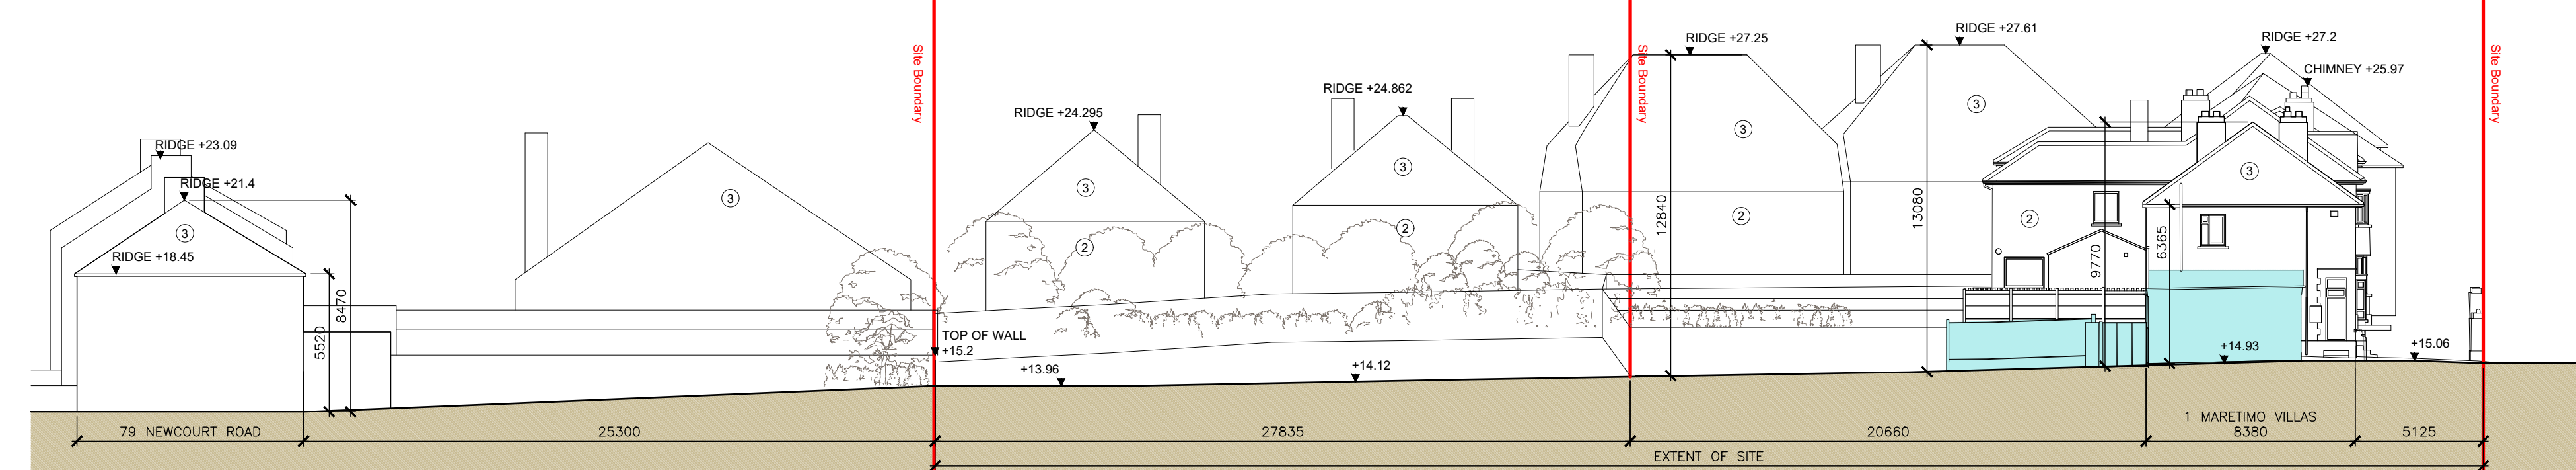 RIDGE +23.09
RIDGE +21.4
3
RIDGE +18.45
5520
8470
3
Site Boundary
TOP OF WALL
+15.2
RIDGE +24.295
3
2
+13.96
RIDGE +24.862
3
2
+14.12
Site Boundary
RIDGE +27.25
12840
3
2
RIDGE +27.61
13080
3
2
RIDGE +27.2
CHIMNEY +25.97
9770
6365
3
+14.93
+15.06
Site Boundary
79 NEWCOURT ROAD
25300
27835
20660
1 MARETIMO VILLAS
8380
5125
EXTENT OF SITE